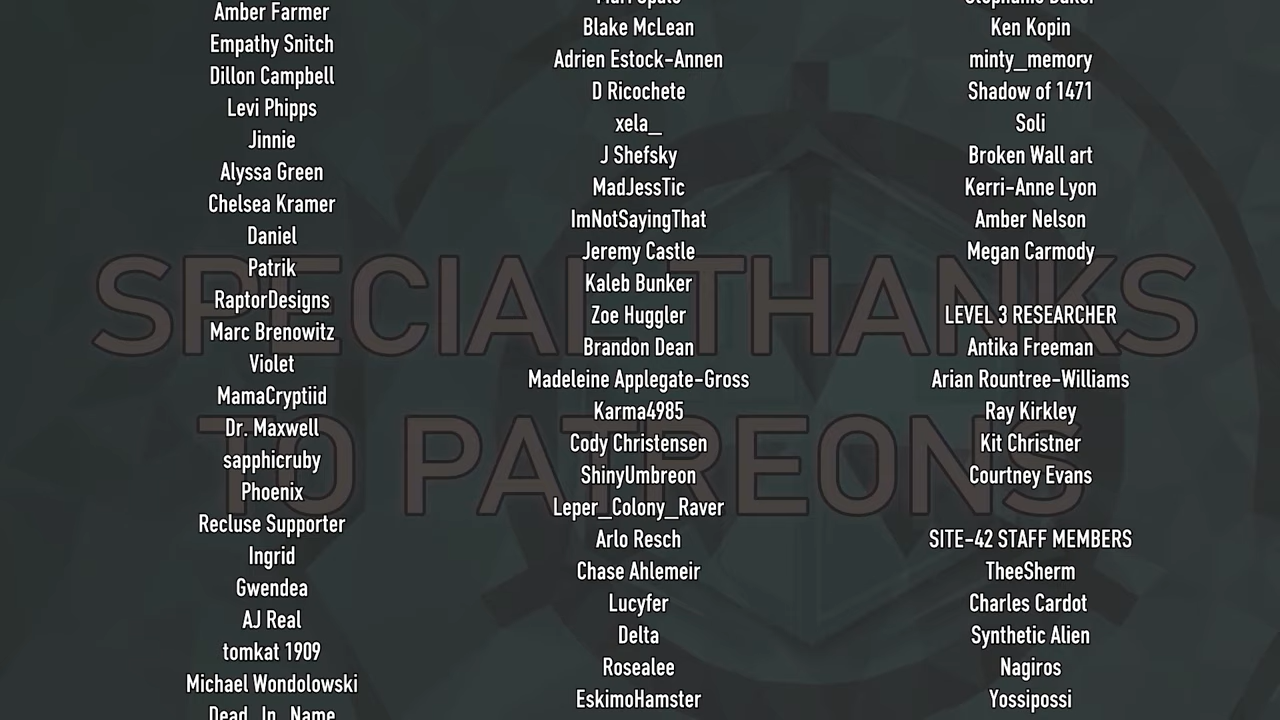 SPECIAL THANKS
TO PATREONS
Amber Farmer
Empathy Snitch
Dillon Campbell
Levi Phipps
Jinnie
Alyssa Green
Chelsea Kramer
Daniel
Patrik
RaptorDesigns
Marc Brenowitz
Violet
MamaCryptiid
Dr. Maxwell
sapphicruby
Phoenix
Recluse Supporter
Ingrid
Gwendea
AJ Real
tomkat 1909
Michael Wondolowski
Dead_In_Name
Blake McLean
Adrien Estock-Annen
D Ricochete
xela_
J Shefsky
MadJessTic
ImNotSayingThat
Jeremy Castle
Kaleb Bunker
Zoe Huggler
Brandon Dean
Madeleine Applegate-Gross
Karma4985
Cody Christensen
ShinyUmbreon
Leper_Colony_Raver
Arlo Resch
Chase Ahlemeir
Lucyfer
Delta
Rosealee
EskimoHamster
Stephanie Baker
Ken Kopin
minty_memory
Shadow of 1471
Soli
Broken Wall art
Kerri-Anne Lyon
Amber Nelson
Megan Carmody
LEVEL 3 RESEARCHER
Antika Freeman
Arian Rountree-Williams
Ray Kirkley
Kit Christner
Courtney Evans
SITE-42 STAFF MEMBERS
TheeSherm
Charles Cardot
Synthetic Alien
Nagiros
Yossipossi